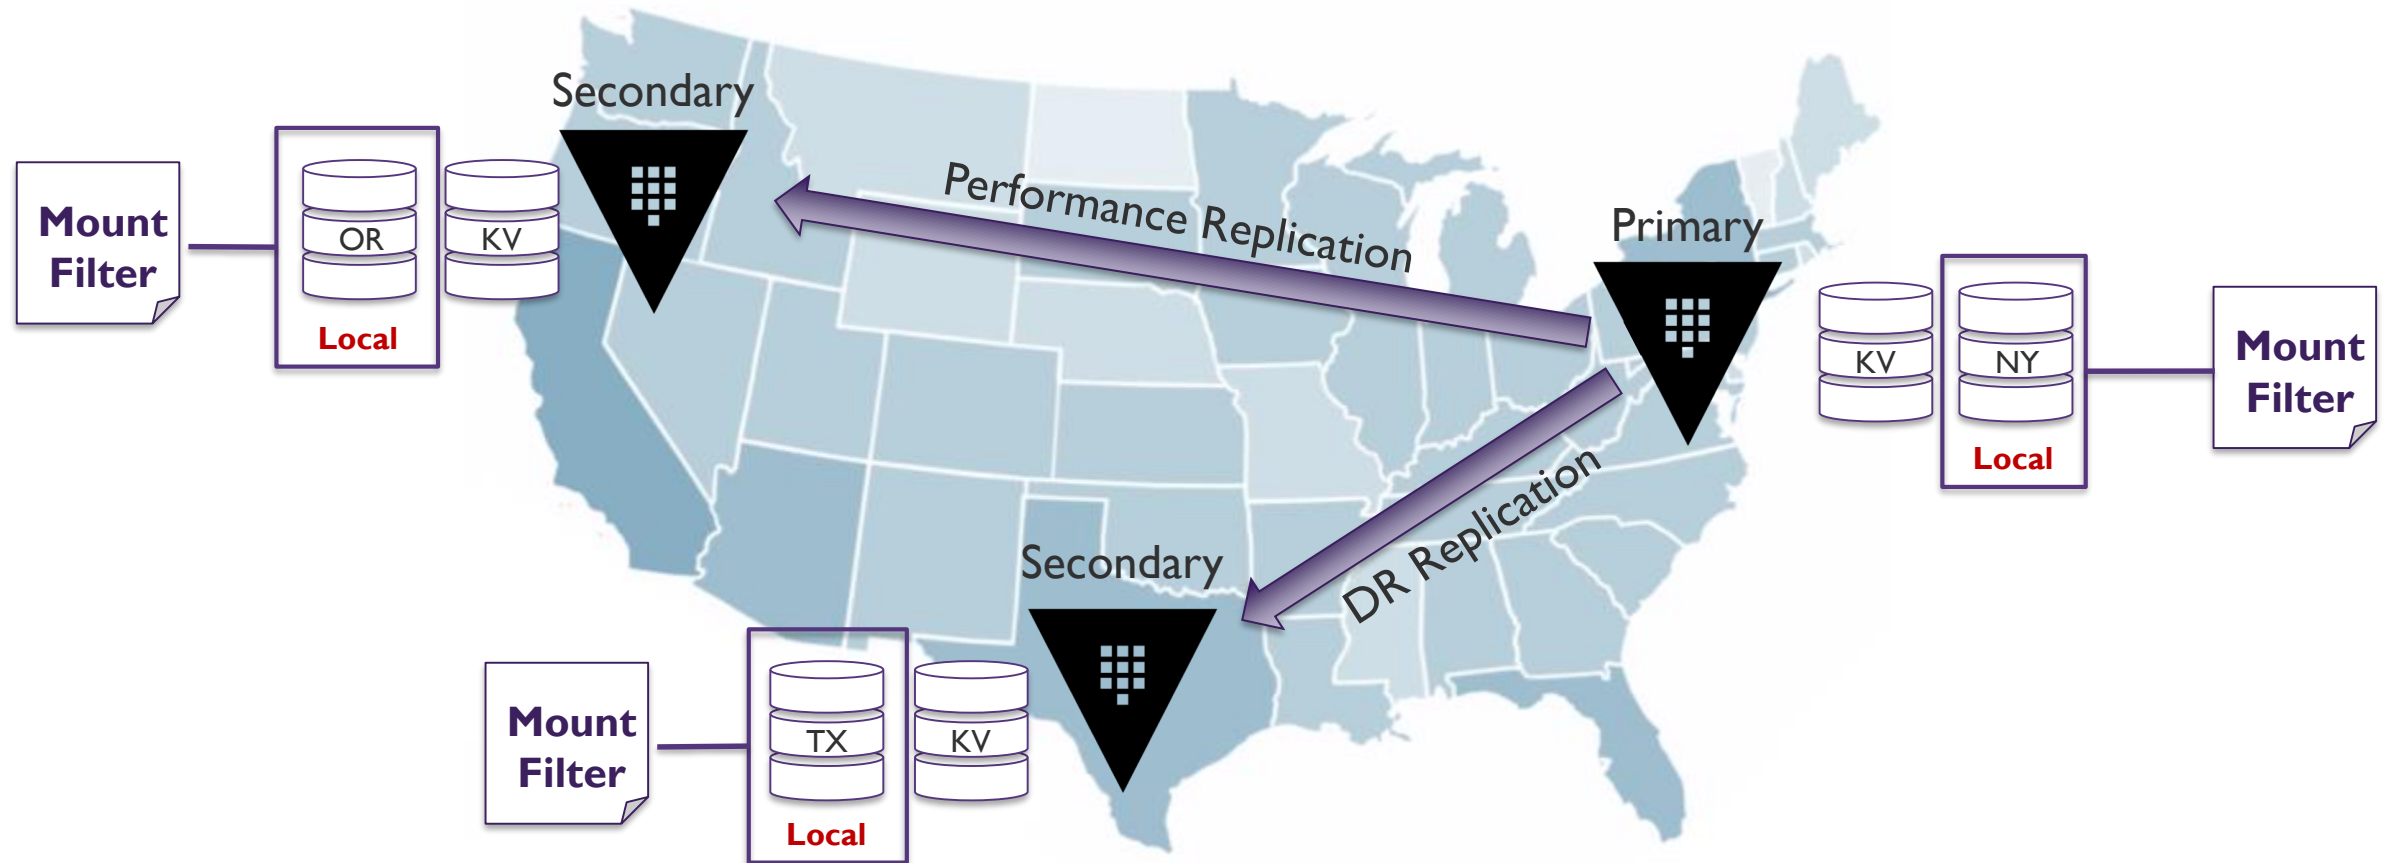 Secondary
Mount
Filter
OR
KV
Local
Performance Replication
Primary
KV
NY
Local
Mount
Filter
DR Replication
Secondary
Mount
Filter
TX
KV
Local